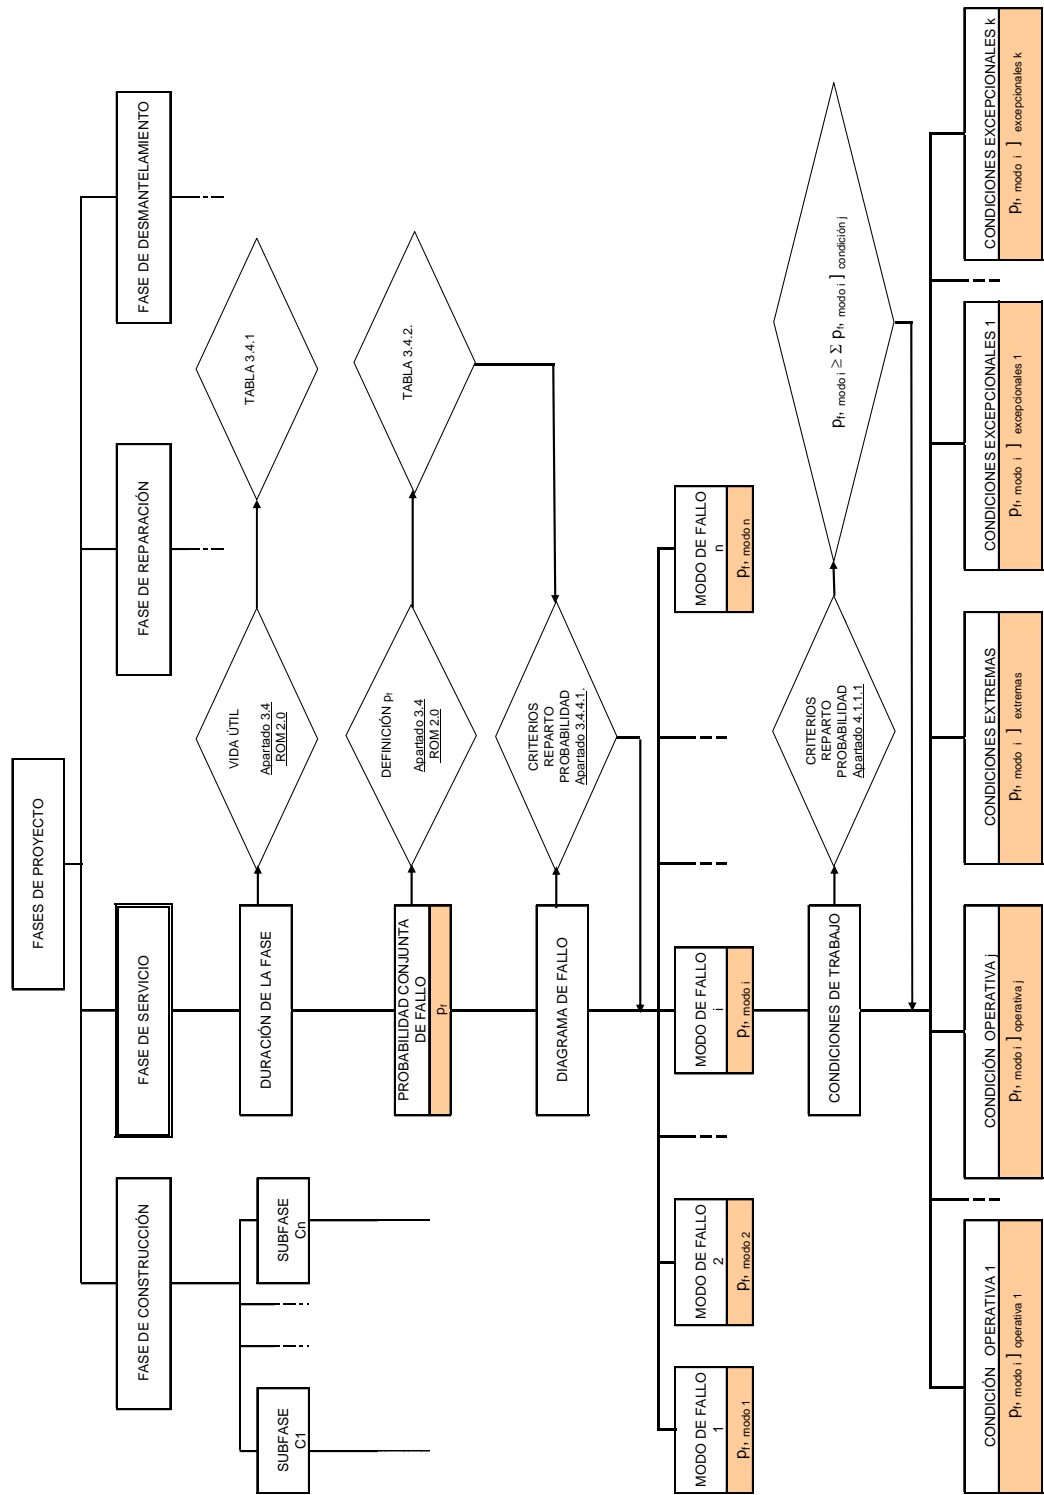 FASES DE PROYECTO
FASE DE CONSTRUCCIÓN
FASE DE SERVICIO
FASE DE REPARACIÓN
FASE DE DESMANTELAMIENTO
SUBFASE
C1
SUBFASE
Cn
DURACIÓN DE LA FASE
VIDA ÚTIL
Apartado 3.4
ROM 2.0
TABLA 3.4.1
PROBABILIDAD CONJUNTA
DE FALLO
pf
DEFINICIÓN pf
Apartado 3.4
ROM 2.0
TABLA 3.4.2.
DIAGRAMA DE FALLO
CRITERIOS
REPARTO
PROBABILIDAD
Apartado 3.4.4.1.
MODO DE FALLO
1
pf, modo 1
MODO DE FALLO
2
pf, modo 2
MODO DE FALLO
i
pf, modo i
MODO DE FALLO
n
pf, modo n
CONDICIONES DE TRABAJO
CRITERIOS
REPARTO
PROBABILIDAD
Apartado 4.1.1.1
pf, modo i ≥ Σ pf, modo i ] condición j
CONDICIÓN OPERATIVA 1
pf, modo i ] operativa 1
CONDICIÓN OPERATIVA j
pf, modo i ] operativa j
CONDICIONES EXTREMAS
pf, modo i ] extremas
CONDICIONES EXCEPCIONALES 1
pf, modo i ] excepcionales 1
CONDICIONES EXCEPCIONALES k
pf, modo i ] excepcionales k